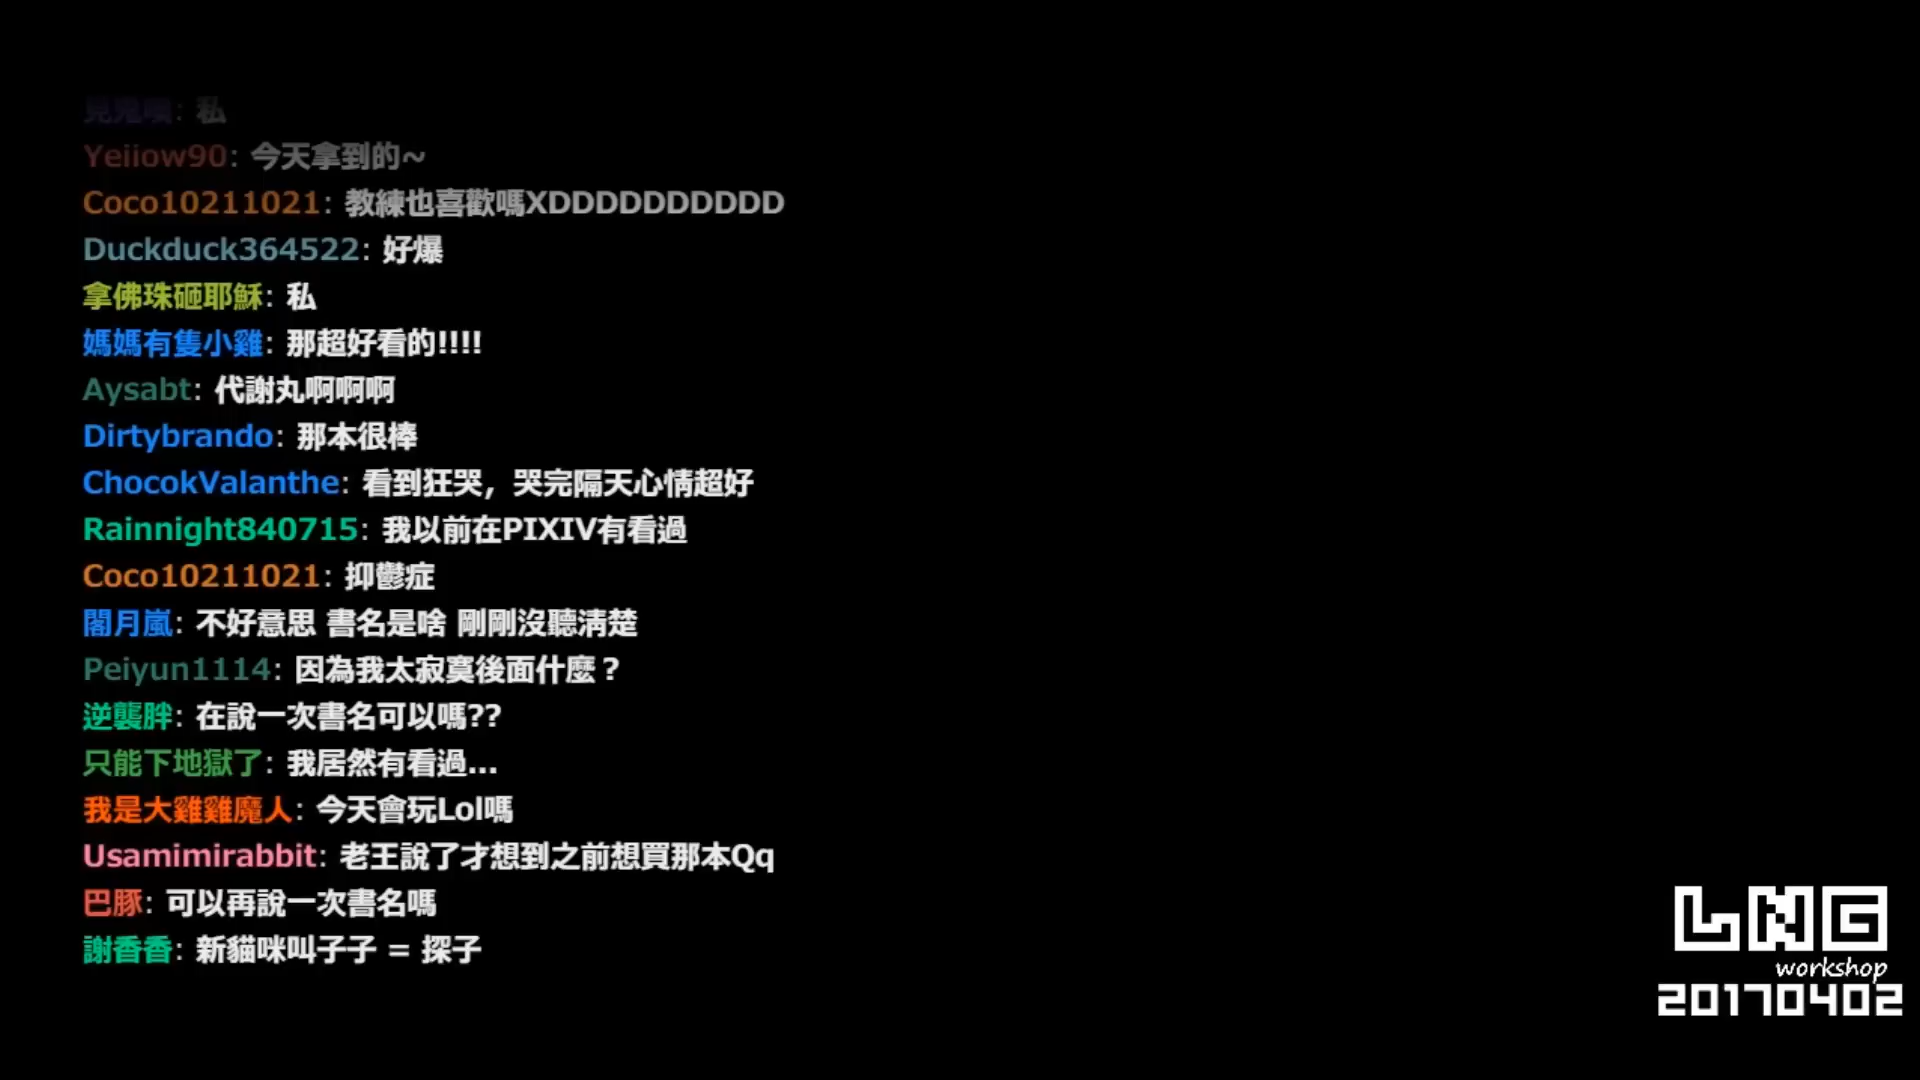 見鬼噴: 私
Yeiiow90: 今天拿到的~
Coco10211021: 教練也喜歡嗎XDDDDDDDDDD
Duckduck364522: 好爆
拿佛珠砸耶穌: 私
媽媽有隻小雞: 那超好看的!!!!
Aysabt: 代謝丸啊啊啊
Dirtybrando: 那本很棒
ChocokValanthe: 看到狂哭，哭完隔天心情超好
Rainnight840715: 我以前在PIXIV有看過
Coco10211021: 抑鬱症
閣月嵐: 不好意思 書名是啥 剛剛沒聽清楚
Peiyun1114: 因為我太寂寞後面什麼？
逆襲胖: 在說一次書名可以嗎??
只能下地獄了: 我居然有看過...
我是大雞雞魔人: 今天會玩Lol嗎
Usamimirabbit: 老王說了才想到之前想買那本Qq
巴豚: 可以再說一次書名嗎
謝香香: 新貓咪叫子子 = 探子
LNG
workshop
20170402